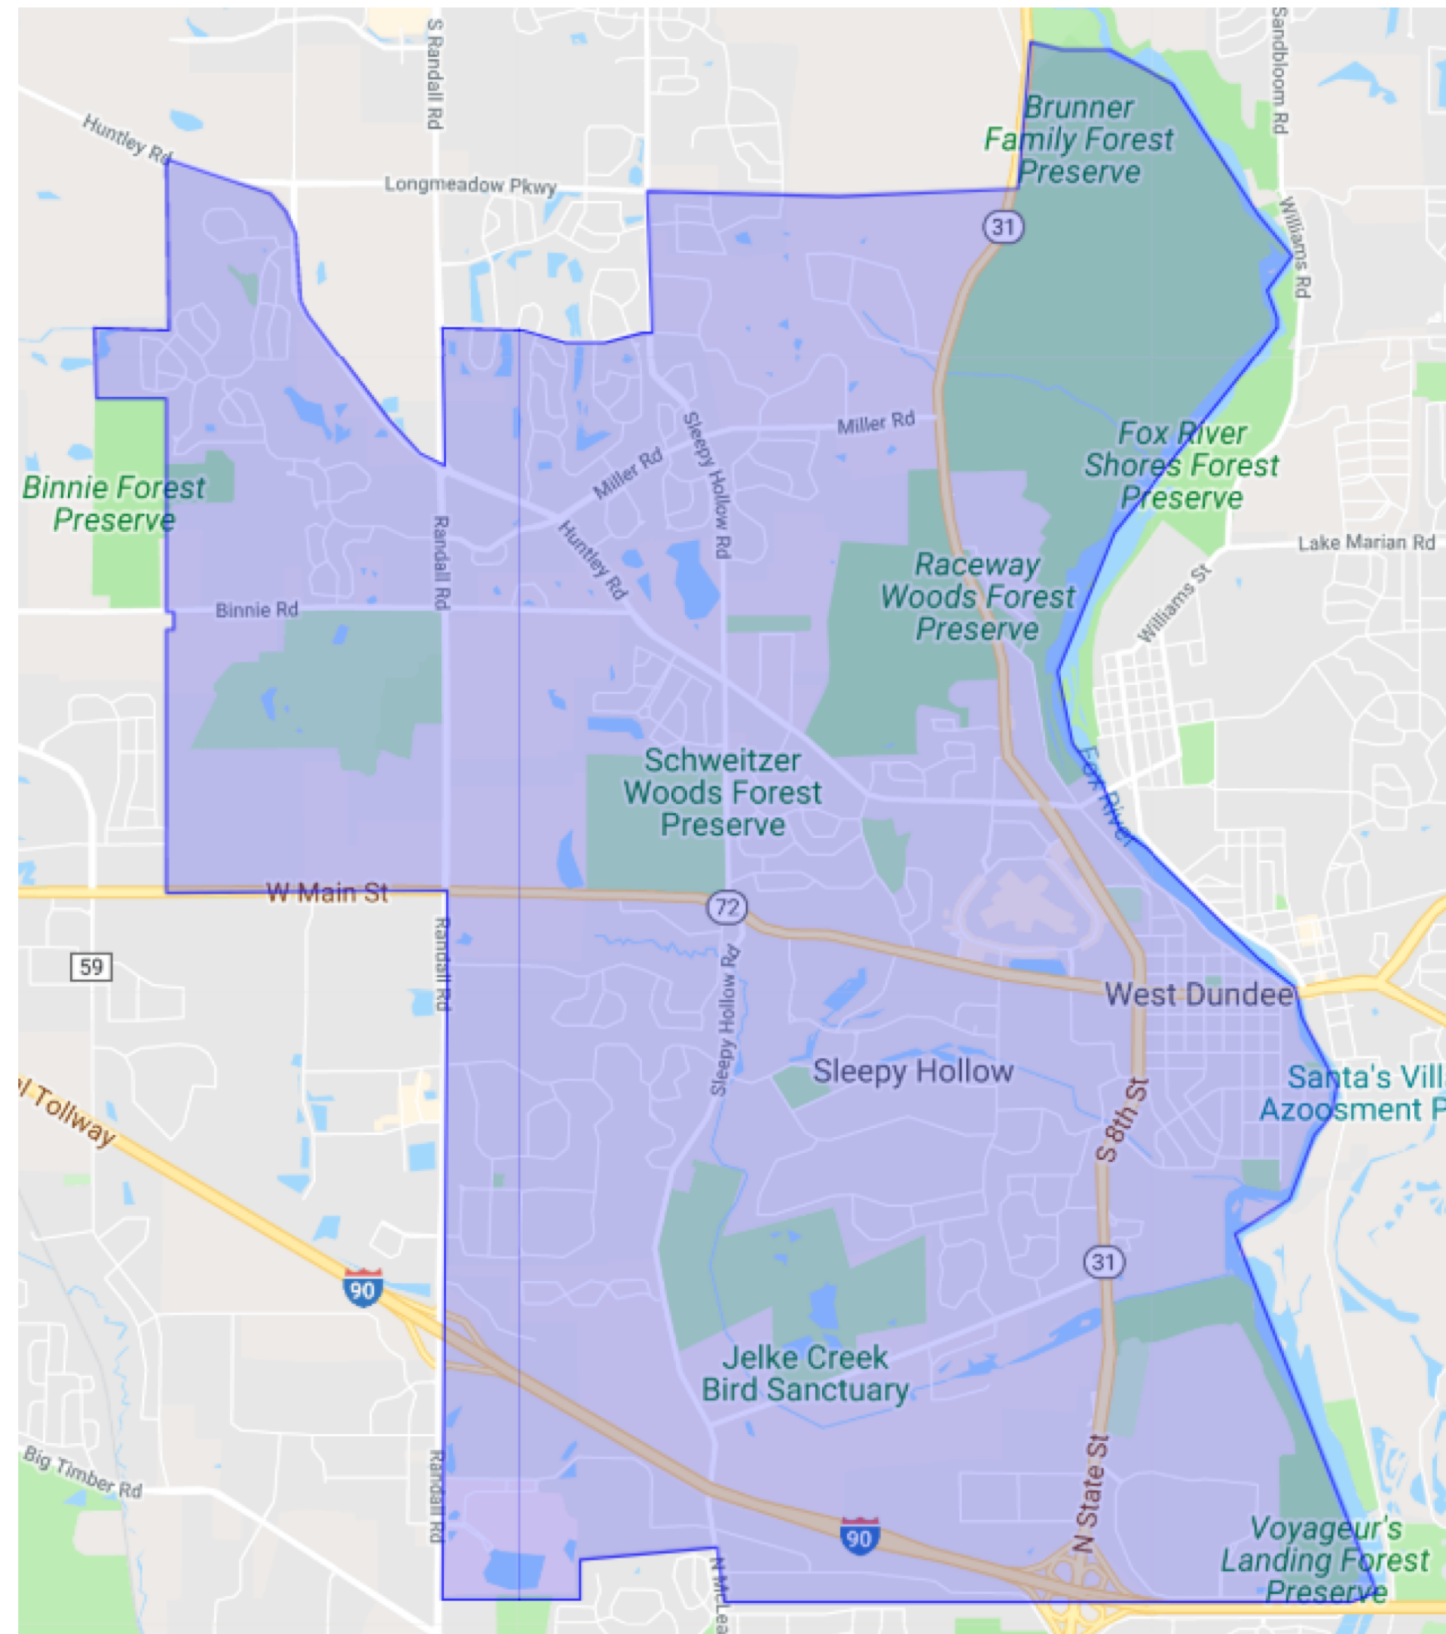 S Randall Rd
Sandbloom Rd
Huntley Rd
Brunner
Family Forest
Preserve
Longmeadow Pkwy
31
Williams Rd
Miller Rd
Sleepy Hollow Rd
Fox River
Shores Forest
Preserve
Miller Rd
Binnie Forest
Preserve
Randall Rd
Huntley Rd
Lake Marian Rd
Raceway
Woods Forest
Preserve
Williams St
Binnie Rd
Schweitzer
Woods Forest
Preserve
Fox River
W Main St
72
Randall Rd
59
Sleepy Hollow Rd
West Dundee
Sleepy Hollow
Santa's Vill
Azoosment P
l Tollway
S 8th St
31
90
Jelke Creek
Bird Sanctuary
Big Timber Rd
Randall Rd
N State St
90
Voyageur's
Landing Forest
Preserve
N McLea